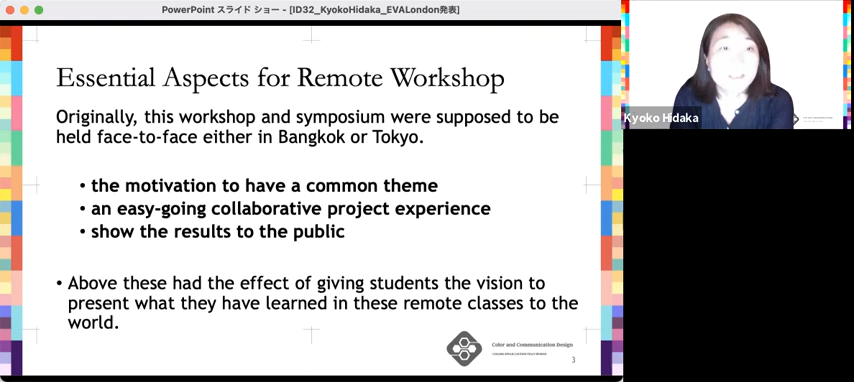 PowerPoint スライド ショー - [ID32_KyokoHidaka_EVALondon発表]
Essential Aspects for Remote Workshop
Originally, this workshop and symposium were supposed to be
held face-to-face either in Bangkok or Tokyo.
• the motivation to have a common theme
• an easy-going collaborative project experience
• show the results to the public
• Above these had the effect of giving students the vision to
present what they have learned in these remote classes to the
world.
Color and Communication Design
3
Kyoko Hidaka